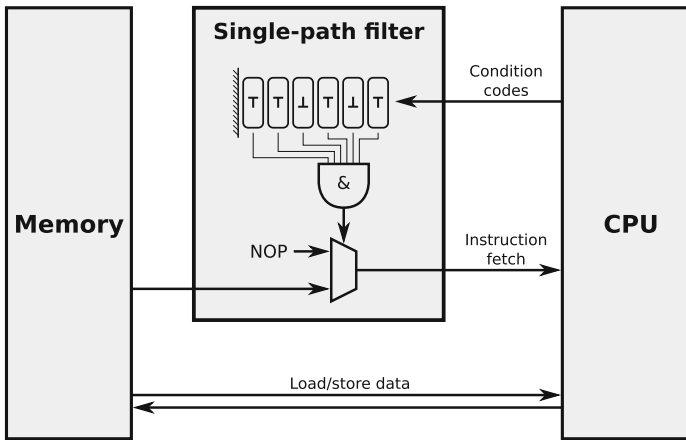 Single-path filter
Condition
codes
⊤ ⊤ ⊥ ⊤ ⊥ ⊤
&
Memory
CPU
NOP
Instruction
fetch
Load/store data